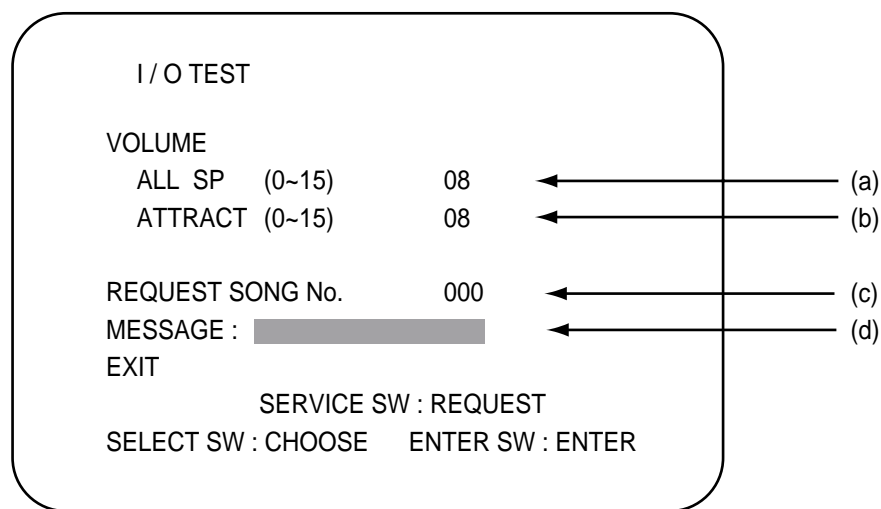 I / O TEST
VOLUME
ALL SP (0~15) 08 (a)
ATTRACT (0~15) 08 (b)
REQUEST SONG No. 000 (c)
MESSAGE : (d)
EXIT
SERVICE SW : REQUEST
SELECT SW : CHOOSE ENTER SW : ENTER